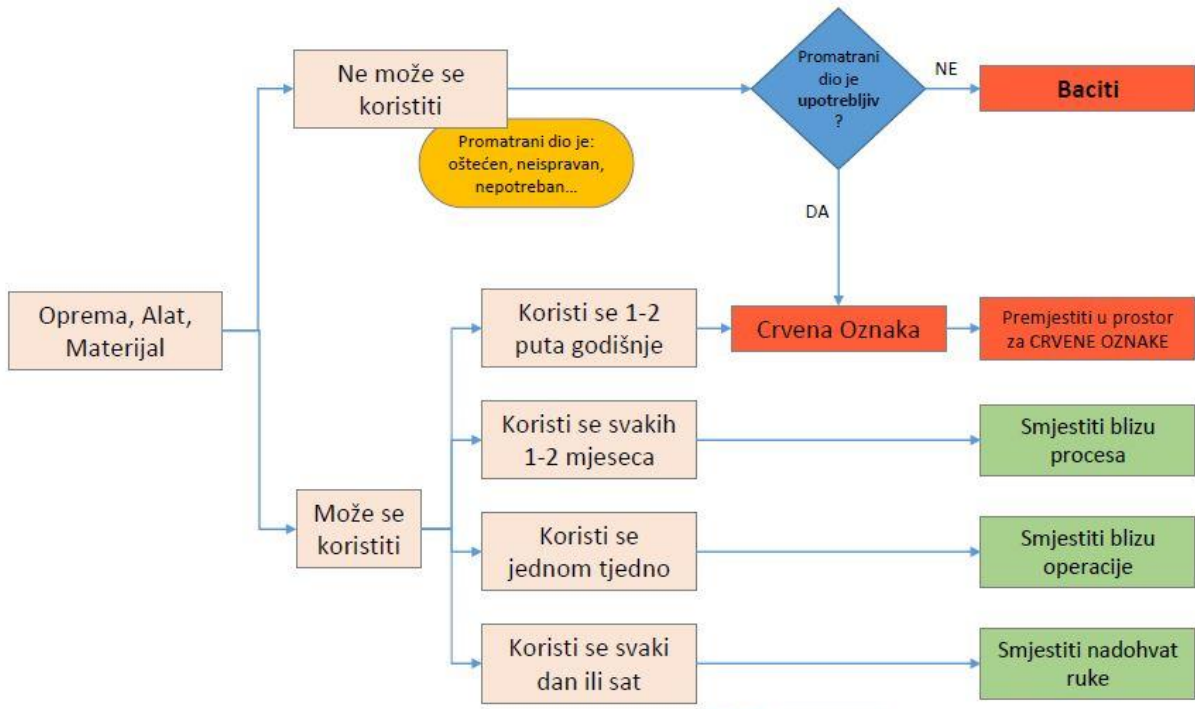 Ne može se
koristiti
Promatrani
dio je
upotrebljiv
?
NE
Baciti
Promatrani dio je:
oštećen, neispravan,
nepotreban...
DA
Oprema, Alat,
Materijal
Koristi se 1-2
puta godišnje
Crvena Oznaka
Premjestiti u prostor
za CRVENE OZNAKE
Koristi se svakih
1-2 mjeseca
Smjestiti blizu
procesa
Može se
koristiti
Koristi se
jednom tjedno
Smjestiti blizu
operacije
Koristi se svaki
dan ili sat
Smjestiti nadohvat
ruke